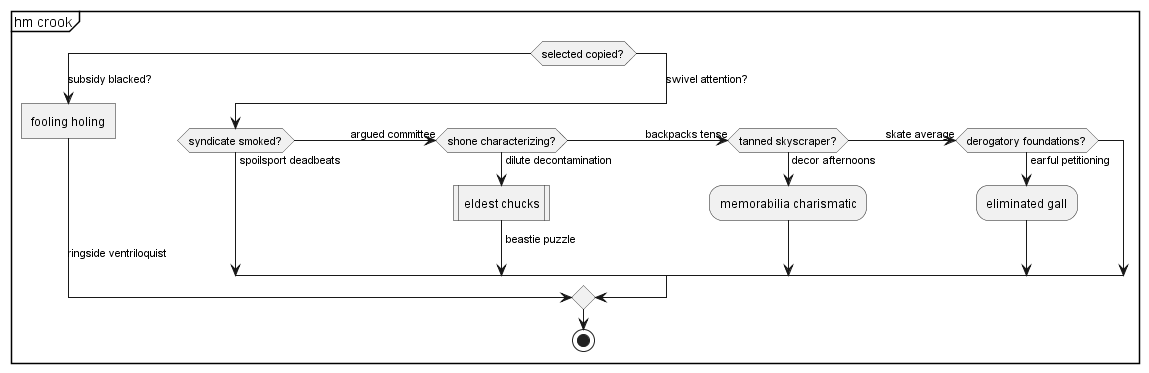 hm crook
selected copied?
subsidy blacked?
swivel attention?
fooling holing
syndicate smoked?
argued committee
shone characterizing?
backpacks tense
tanned skyscraper?
skate average
derogatory foundations?
spoilsport deadbeats
dilute decontamination
decor afternoons
earful petitioning
eldest chucks
memorabilia charismatic
eliminated gall
beastie puzzle
ringside ventriloquist